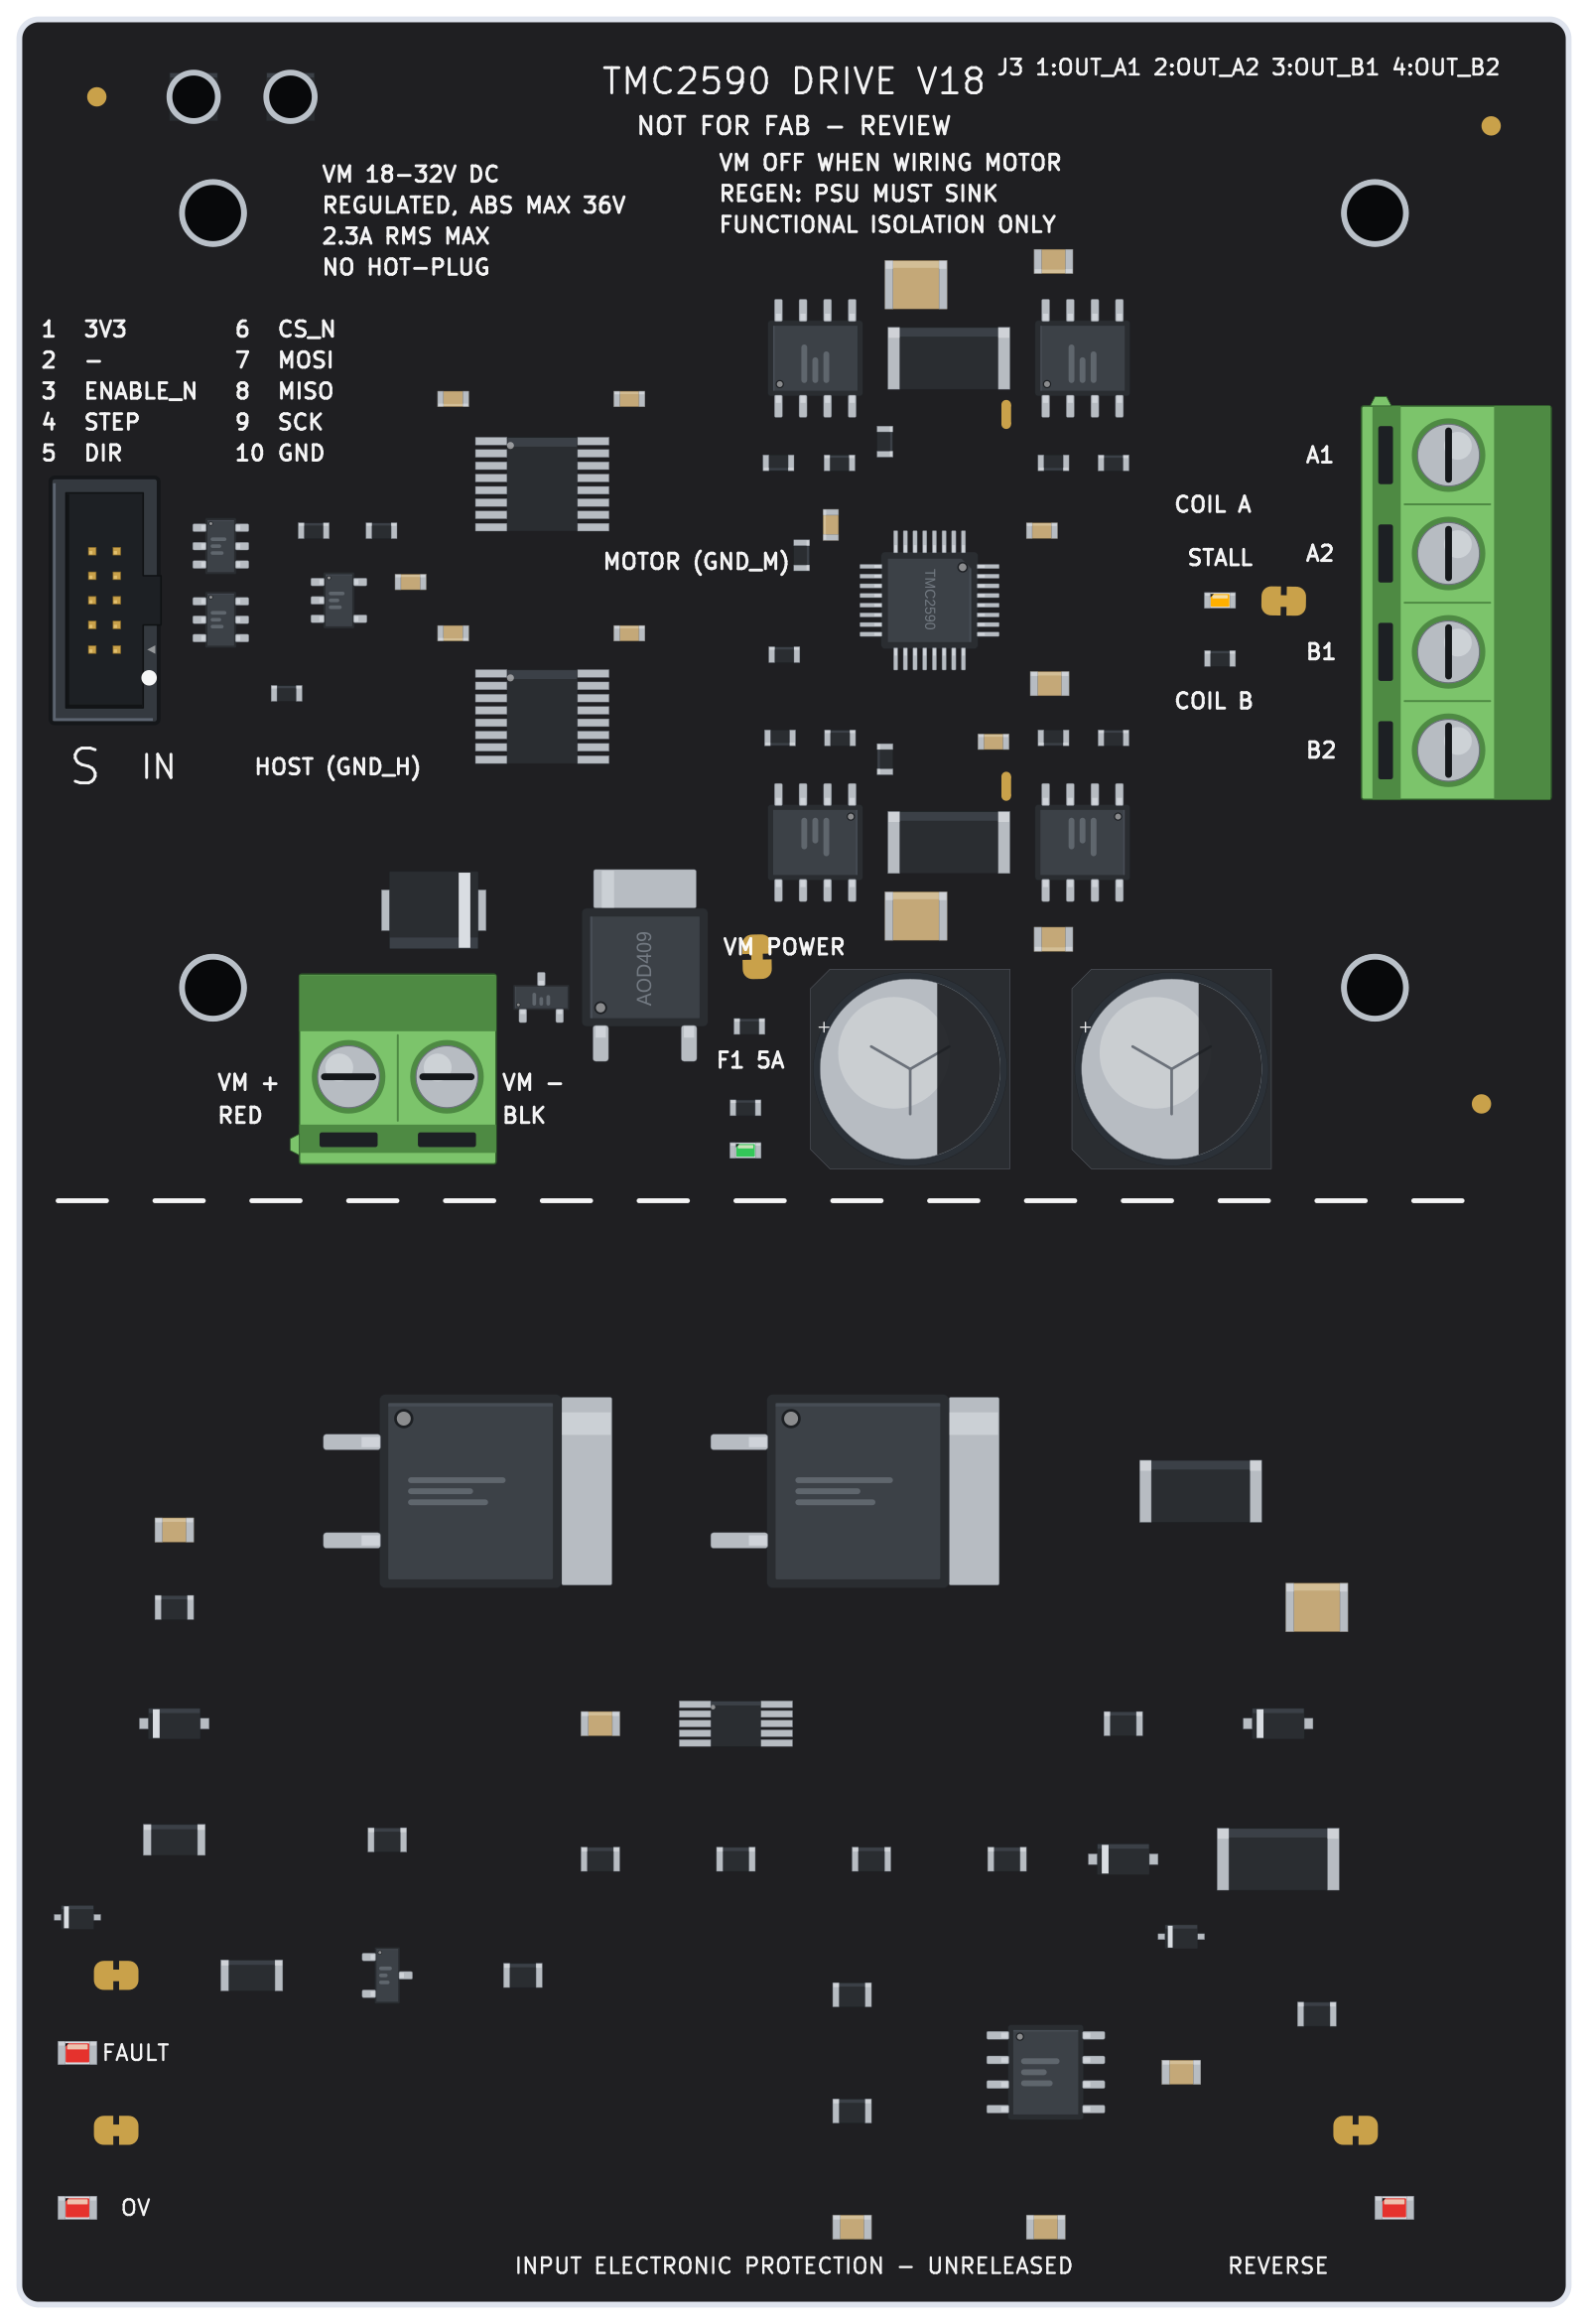 TMC2590 DRIVE V18
J3 1:OUT_A1 2:OUT_A2 3:OUT_B1 4:OUT_B2
NOT FOR FAB – REVIEW
VM 18–32V DC
REGULATED, ABS MAX 36V
2.3A RMS MAX
NO HOT–PLUG
VM OFF WHEN WIRING MOTOR
REGEN: PSU MUST SINK
FUNCTIONAL ISOLATION ONLY
1 3V3 6 CS_N
2 – 7 MOSI
3 ENABLE_N 8 MISO
4 STEP 9 SCK
5 DIR 10 GND
A1
COIL A
MOTOR (GND_M)
STALL
A2
TMC2590
B1
COIL B
B2
S IN
HOST (GND_H)
AOD409
VM POWER
+
+
F1 5A
VM +
RED
VM –
BLK
FAULT
OV
INPUT ELECTRONIC PROTECTION – UNRELEASED
REVERSE